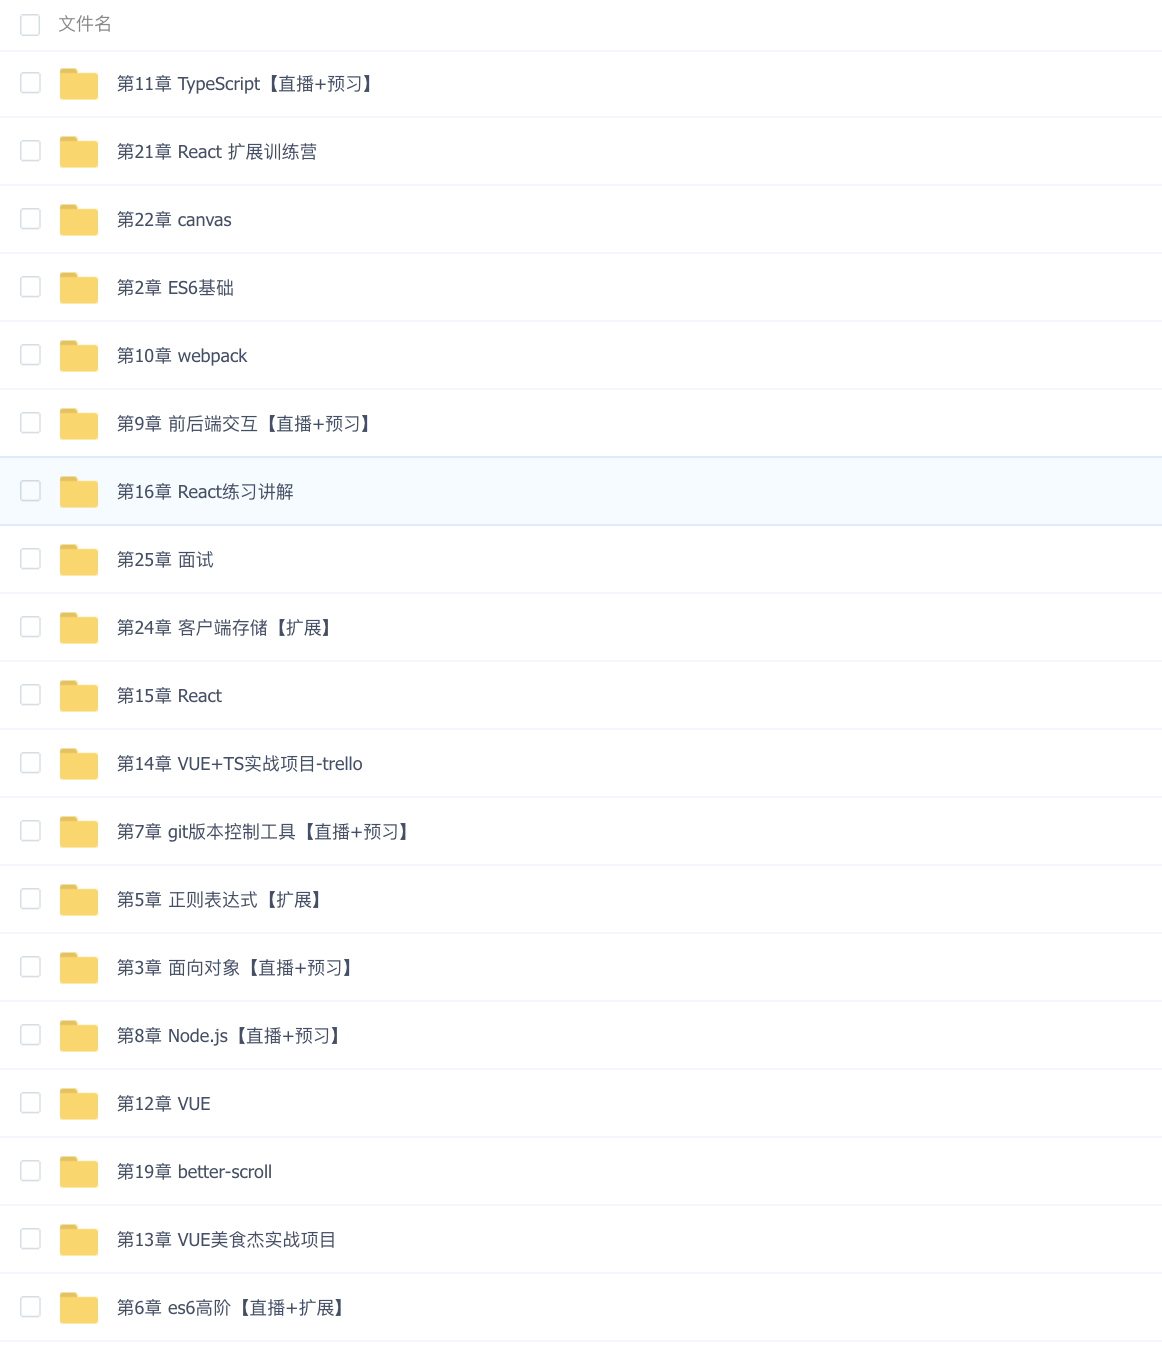 文件名
第11章 TypeScript【直播+预习】
第21章 React 扩展训练营
第22章 canvas
第2章 ES6基础
第10章 webpack
第9章 前后端交互【直播+预习】
第16章 React练习讲解
第25章 面试
第24章 客户端存储【扩展】
第15章 React
第14章 VUE+TS实战项目-trello
第7章 git版本控制工具【直播+预习】
第5章 正则表达式【扩展】
第3章 面向对象【直播+预习】
第8章 Node.js【直播+预习】
第12章 VUE
第19章 better-scroll
第13章 VUE美食杰实战项目
第6章 es6高阶【直播+扩展】